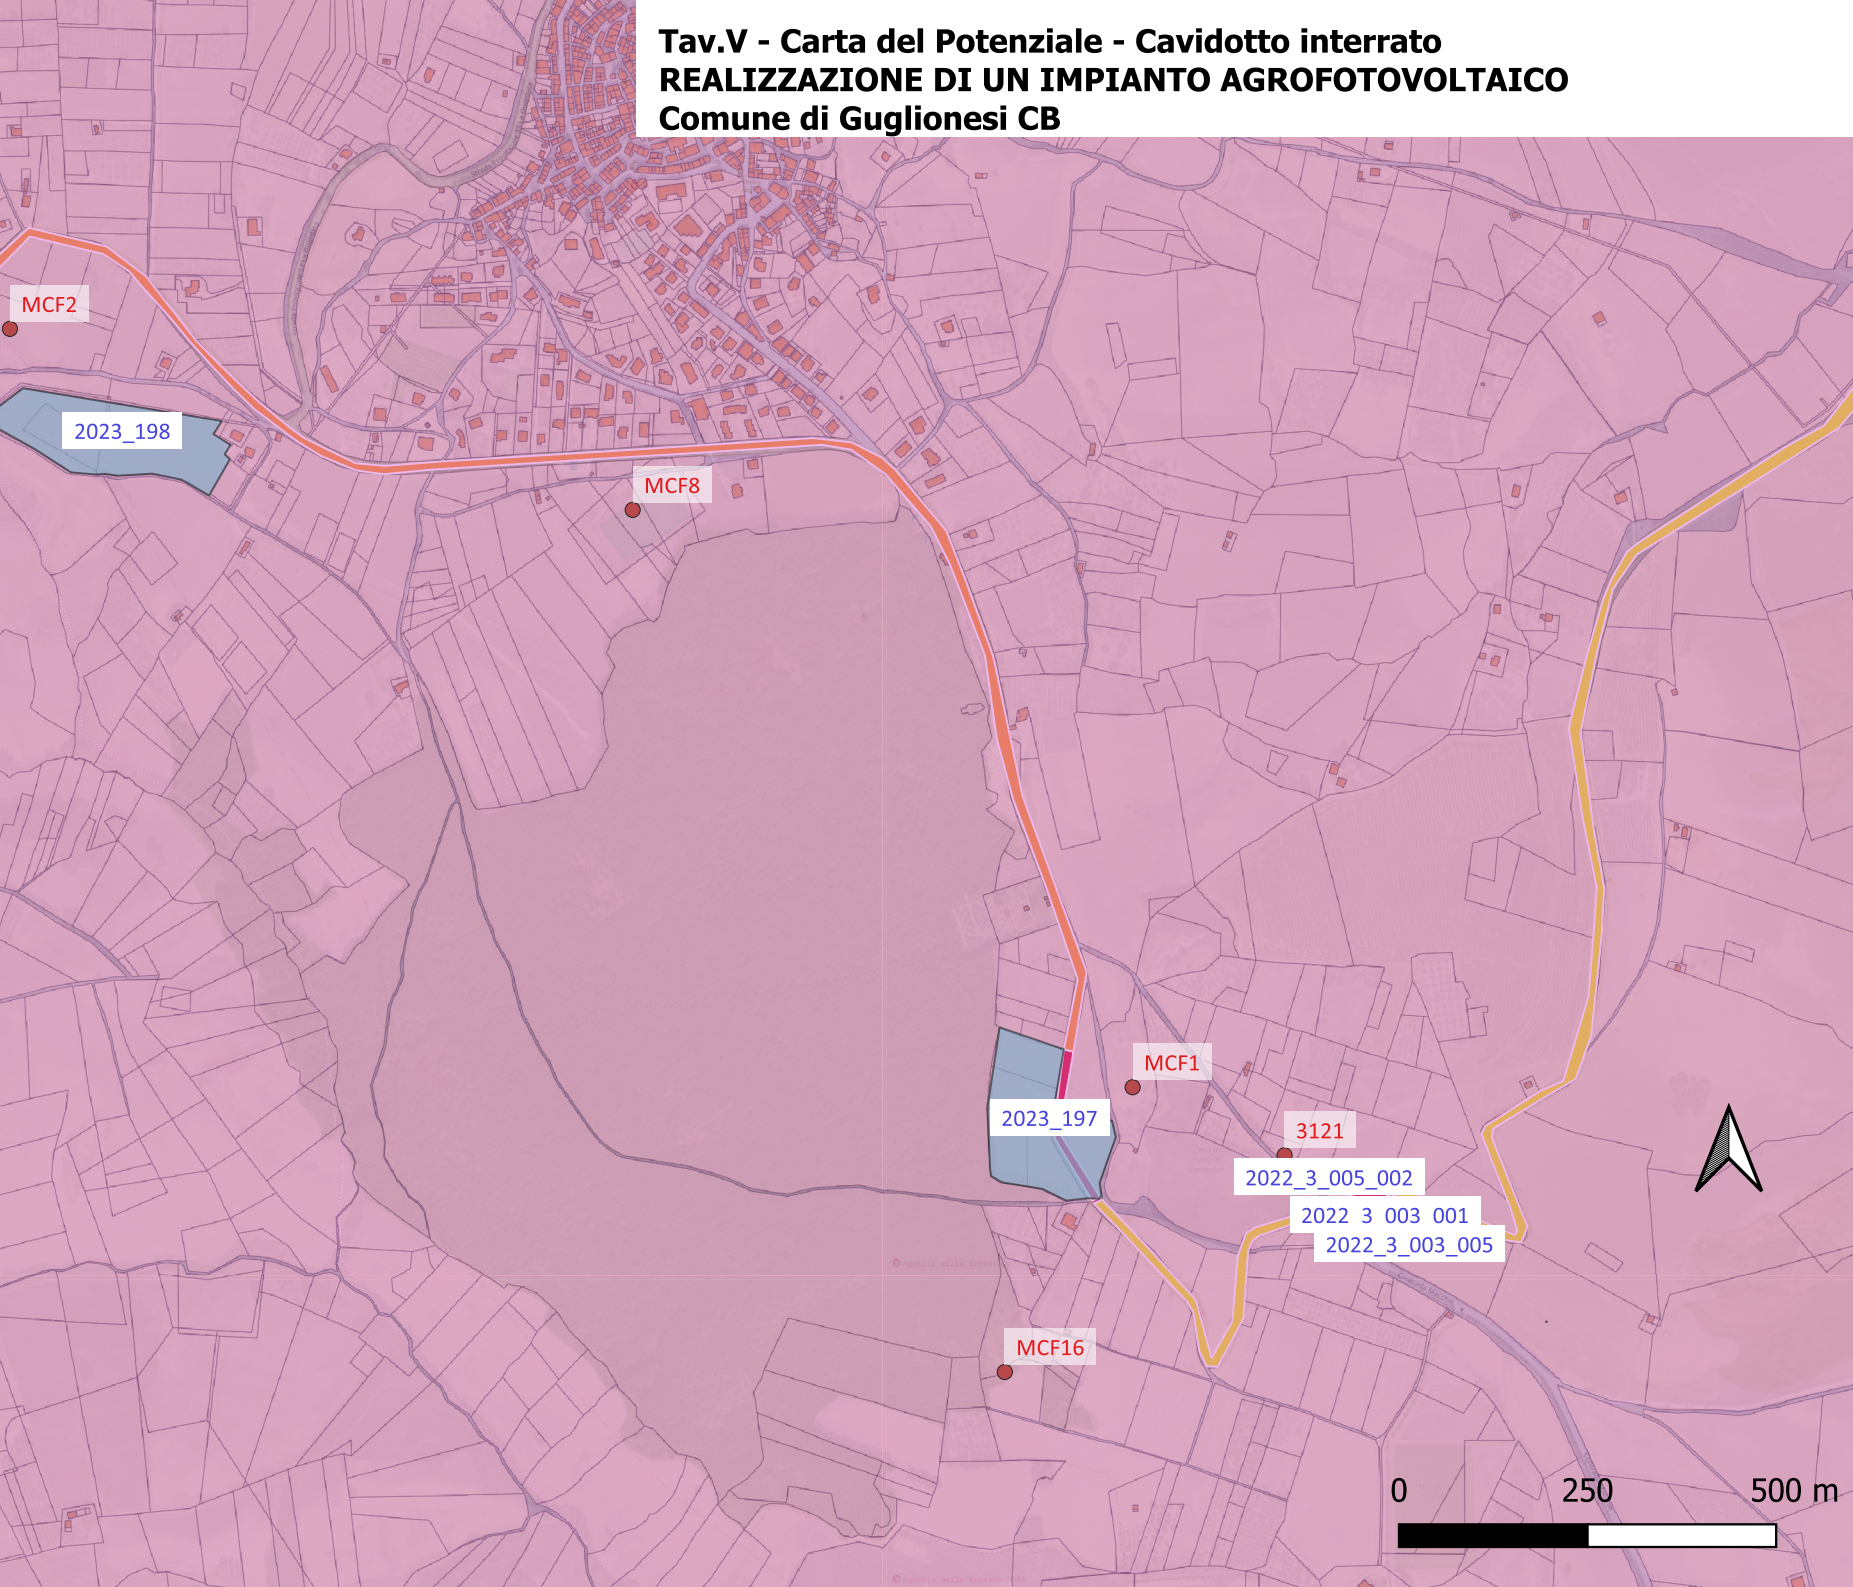 Tav.V - Carta del Potenziale - Cavidotto interrato
REALIZZAZIONE DI UN IMPIANTO AGROFOTOVOLTAICO
Comune di Guglionesi CB
MCF2
2023_198
MCF8
MCF1
2023_197
3121
2022_3_005_002
2022_3_003_001
2022_3_003_005
MCF16
0 250 500 m